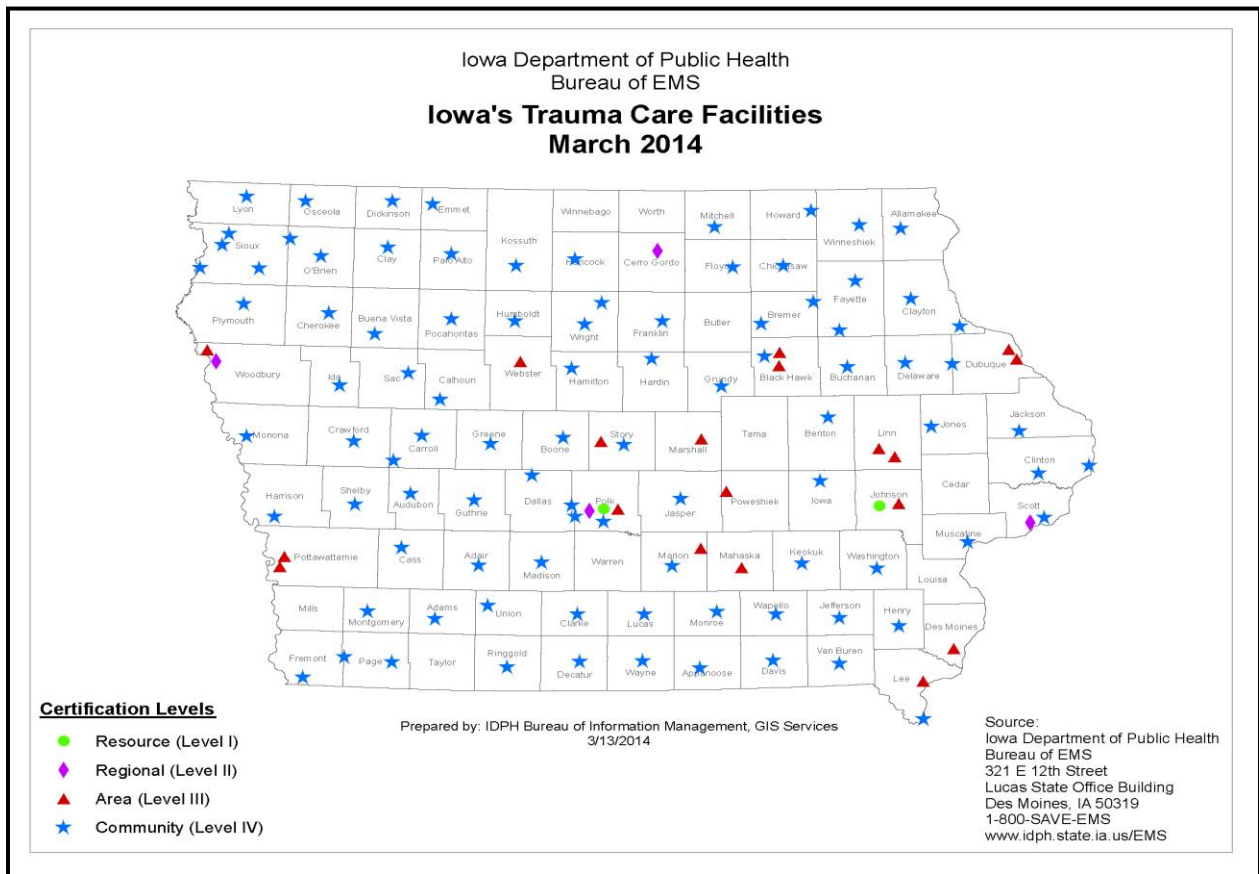 Iowa Department of Public Health
Bureau of EMS
Iowa's Trauma Care Facilities
March 2014
Lyon
Osceola
Dickinson
Emmet
Winnebago
Worth
Mitchell
Howard
Allamakee
Winneshiek
Kossuth
Sioux
O'Brien
Clay
Palo Alto
Hancock
Cerro Gordo
Floyd
Chickasaw
Fayette
Clayton
Plymouth
Cherokee
Buena Vista
Pocahontas
Humboldt
Wright
Franklin
Butler
Bremer
Woodbury
Ida
Sac
Calhoun
Webster
Hamilton
Hardin
Grundy
Black Hawk
Buchanan
Delaware
Dubuque
Monona
Crawford
Carroll
Greene
Boone
Story
Marshall
Tama
Benton
Linn
Jones
Jackson
Clinton
Harrison
Shelby
Audubon
Guthrie
Dallas
Polk
Jasper
Poweshiek
Iowa
Johnson
Cedar
Scott
Muscatine
Pottawattamie
Cass
Adair
Madison
Warren
Marion
Mahaska
Keokuk
Washington
Louisa
Mills
Montgomery
Adams
Union
Clarke
Lucas
Monroe
Wapello
Jefferson
Henry
Des Moines
Fremont
Page
Taylor
Ringgold
Decatur
Wayne
Appanoose
Davis
Van Buren
Lee
Certification Levels
Resource (Level I)
Regional (Level II)
Area (Level III)
Community (Level IV)
Prepared by: IDPH Bureau of Information Management, GIS Services
3/13/2014
Source:
Iowa Department of Public Health
Bureau of EMS
321 E 12th Street
Lucas State Office Building
Des Moines, IA 50319
1-800-SAVE-EMS
www.idph.state.ia.us/EMS